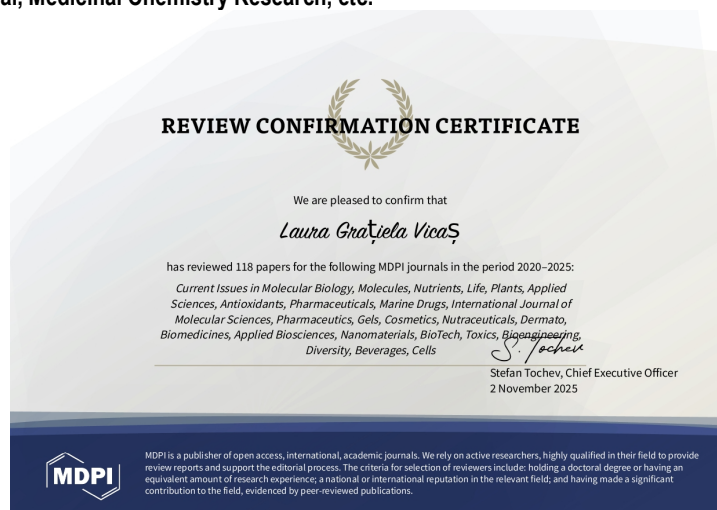 al, Medicinal Chemistry Research, etc.
REVIEW CONFIRMATION CERTIFICATE
We are pleased to confirm that
Laura Grațiela Vicaș
has reviewed 118 papers for the following MDPI journals in the period 2020–2025:
Current Issues in Molecular Biology, Molecules, Nutrients, Life, Plants, Applied
Sciences, Antioxidants, Pharmaceuticals, Marine Drugs, International Journal of
Molecular Sciences, Pharmaceutics, Gels, Cosmetics, Nutraceuticals, Dermato,
Biomedicines, Applied Biosciences, Nanomaterials, BioTech, Toxics, Bioengineering,
Diversity, Beverages, Cells
S. Tochev
Stefan Tochev, Chief Executive Officer
2 November 2025
MDPI
MDPI is a publisher of open access, international, academic journals. We rely on active researchers, highly qualified in their field to provide
review reports and support the editorial process. The criteria for selection of reviewers include: holding a doctoral degree or having an
equivalent amount of research experience; a national or international reputation in the relevant field; and having made a significant
contribution to the field, evidenced by peer-reviewed publications.